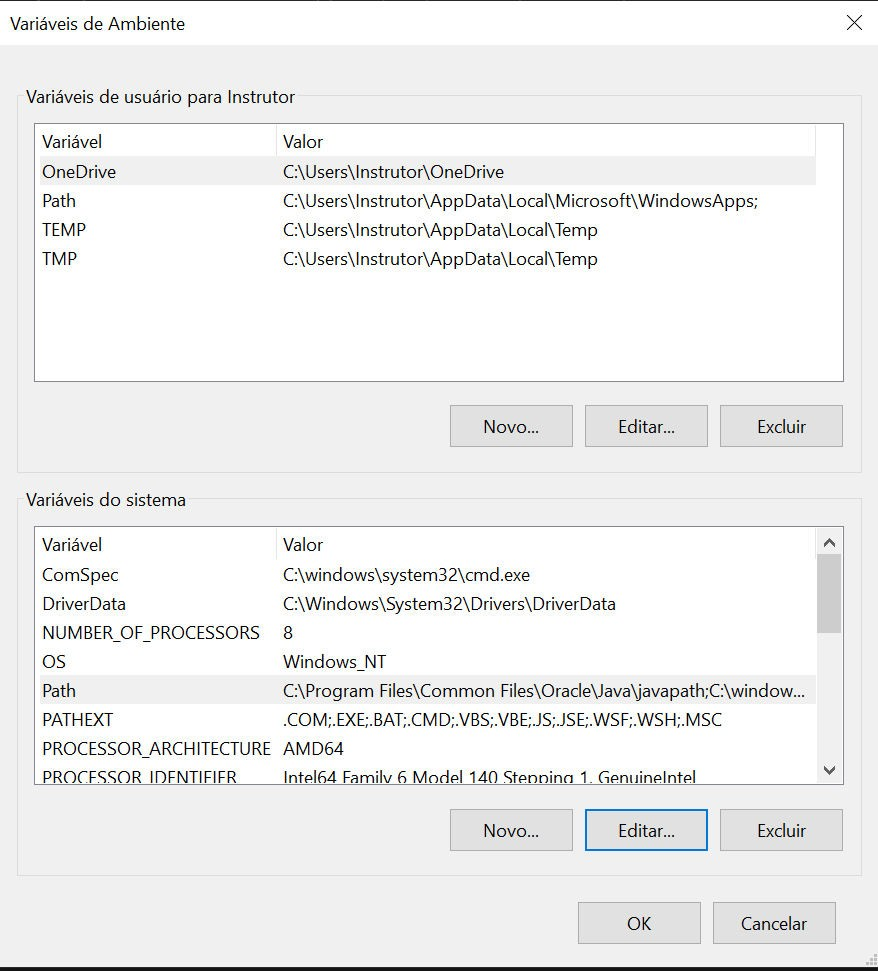 Variáveis de Ambiente
Variáveis de usuário para Instrutor
Variável Valor
OneDrive C:\Users\Instrutor\OneDrive
Path C:\Users\Instrutor\AppData\Local\Microsoft\WindowsApps;
TEMP C:\Users\Instrutor\AppData\Local\Temp
TMP C:\Users\Instrutor\AppData\Local\Temp
Novo... Editar... Excluir
Variáveis do sistema
Variável Valor
ComSpec C:\windows\system32\cmd.exe
DriverData C:\Windows\System32\Drivers\DriverData
NUMBER_OF_PROCESSORS 8
OS Windows_NT
Path C:\Program Files\Common Files\Oracle\Java\javapath;C:\window...
PATHEXT .COM;.EXE;.BAT;.CMD;.VBS;.VBE;.JS;.JSE;.WSF;.WSH;.MSC
PROCESSOR_ARCHITECTURE AMD64
PROCESSOR_IDENTIFIER Intel64 Family 6 Model 140 Stepping 1, GenuineIntel
Novo... Editar... Excluir
OK Cancelar